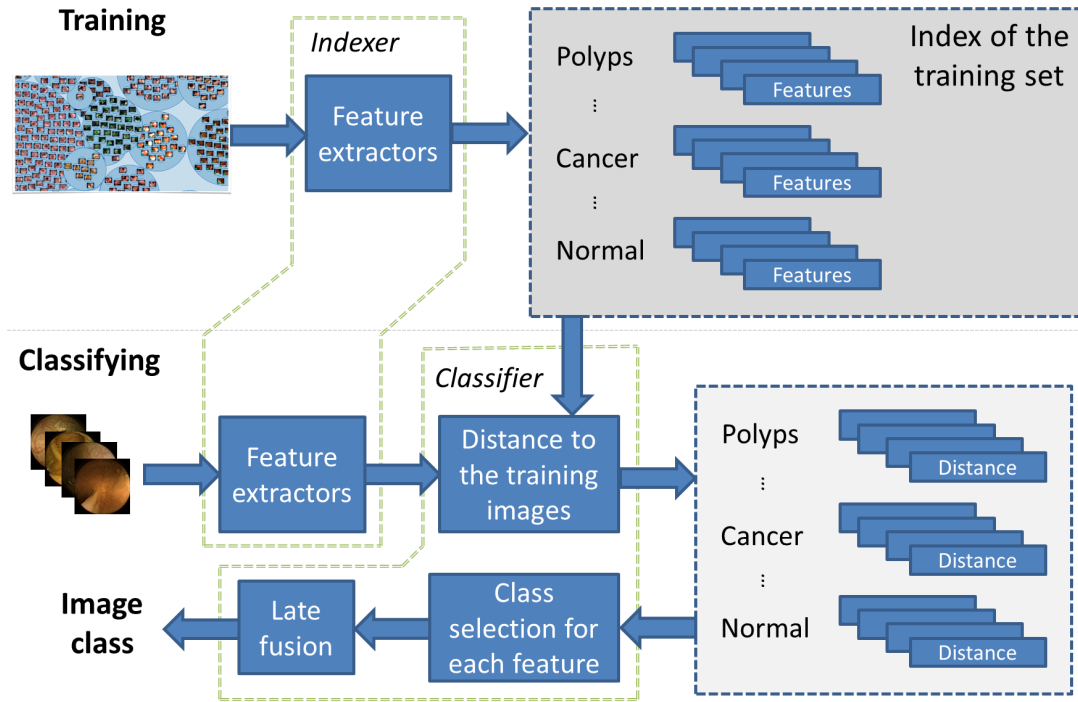 Training
Indexer
Feature
extractors
Index of the
training set
Polyps
...
Features
Cancer
...
Features
Normal
Features
Classifying
Classifier
Feature
extractors
Distance to
the training
images
Polyps
...
Distance
Cancer
...
Distance
Normal
Distance
Class
selection for
each feature
Late
fusion
Image
class